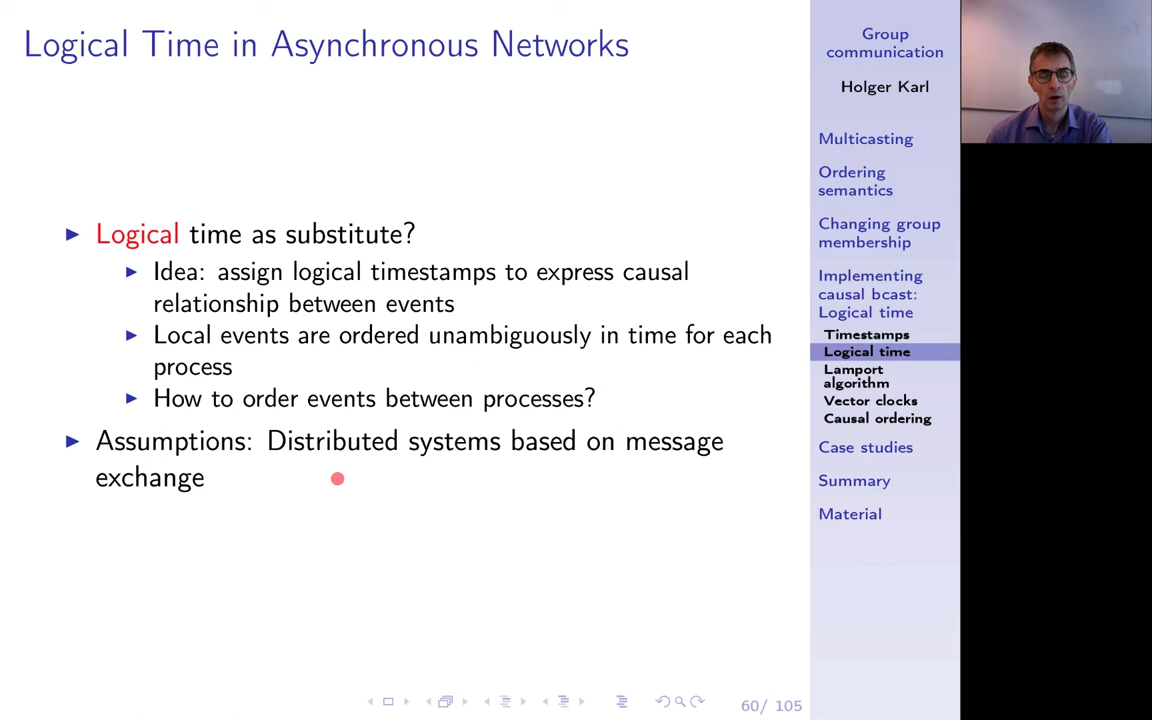 Logical Time in Asynchronous Networks
Logical time as substitute?
Idea: assign logical timestamps to express causal
relationship between events
Local events are ordered unambiguously in time for each
process
How to order events between processes?
Assumptions: Distributed systems based on message
exchange
60/ 105
Group
communication
Holger Karl
Multicasting
Ordering
semantics
Changing group
membership
Implementing
causal bcast:
Logical time
Timestamps
Logical time
Lamport
algorithm
Vector clocks
Causal ordering
Case studies
Summary
Material